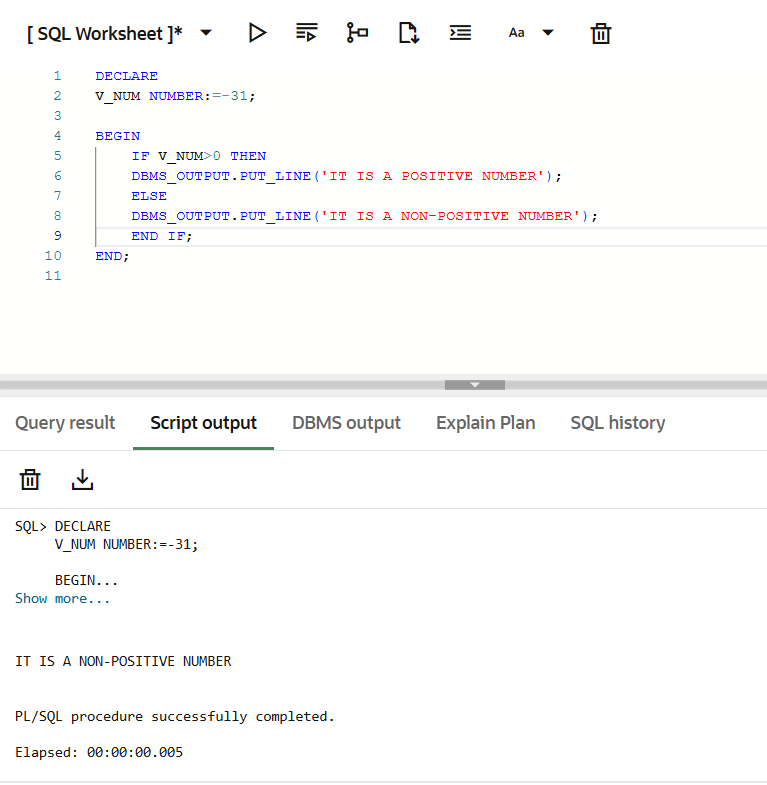 [ SQL Worksheet ]* Aa
1 DECLARE
2 V_NUM NUMBER:=-31;
3
4 BEGIN
5 IF V_NUM>0 THEN
6 DBMS_OUTPUT.PUT_LINE('IT IS A POSITIVE NUMBER');
7 ELSE
8 DBMS_OUTPUT.PUT_LINE('IT IS A NON-POSITIVE NUMBER');
9 END IF;
10 END;
11
Query result Script output DBMS output Explain Plan SQL history
SQL> DECLARE
V_NUM NUMBER:=-31;
BEGIN...
Show more...
IT IS A NON-POSITIVE NUMBER
PL/SQL procedure successfully completed.
Elapsed: 00:00:00.005